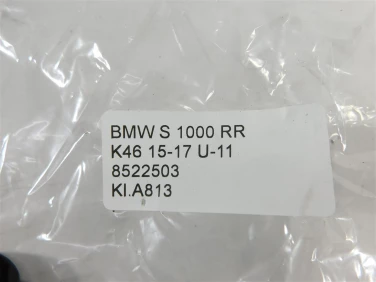 BMW S 1000 RR
K46 15-17 U-11
8522503
KI.A813